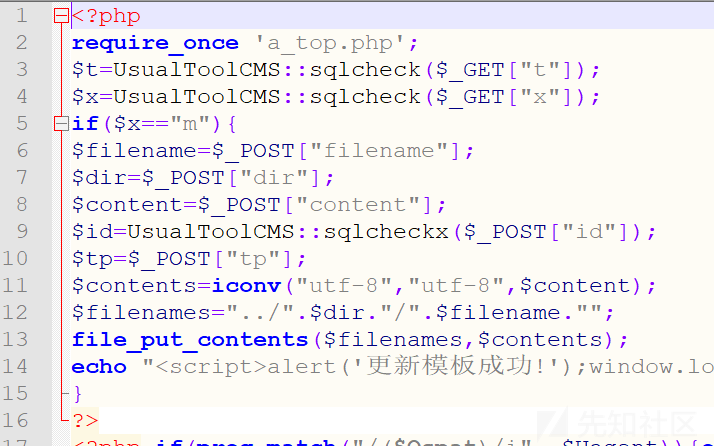 1 <?php
2 require_once 'a_top.php';
3 $t=UsualToolCMS::sqlcheck($_GET["t"]);
4 $x=UsualToolCMS::sqlcheck($_GET["x"]);
5 if($x=="m"){
6 $filename=$_POST["filename"];
7 $dir=$_POST["dir"];
8 $content=$_POST["content"];
9 $id=UsualToolCMS::sqlcheckx($_POST["id"]);
10 $tp=$_POST["tp"];
11 $contents=iconv("utf-8","utf-8",$content);
12 $filenames="../".$dir."/".$filename."";
13 file_put_contents($filenames,$contents);
14 echo "<script>alert('更新模板成功!');window.lo
15 }
16 ?>
先知社区